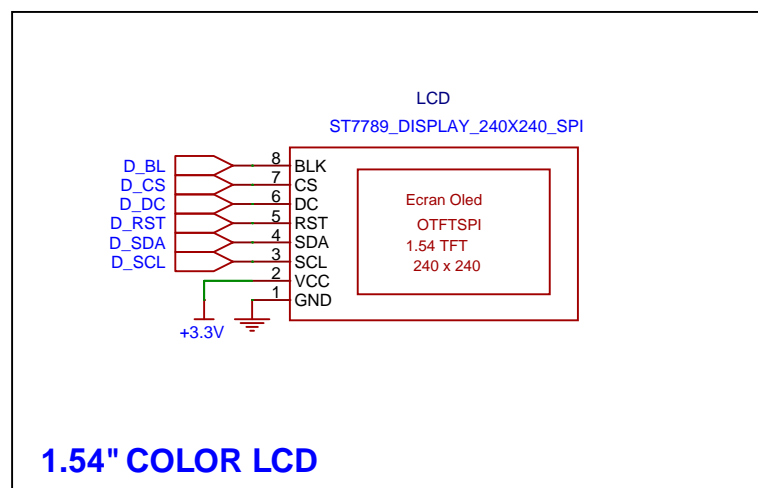 LCD
ST7789_DISPLAY_240X240_SPI
D_BL 8 BLK
D_CS 7 CS
D_DC 6 DC
D_RST 5 RST
D_SDA 4 SDA
D_SCL 3 SCL
2 VCC
1 GND
Ecran Oled
OTFTSPI
1.54 TFT
240 x 240
+3.3V
1.54" COLOR LCD